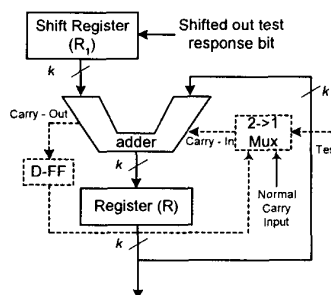 Shift Register
(R1)
Shifted out test
response bit
k
k
Carry - Out
adder
Carry - In
2->1
Mux
Test
D-FF
k
Register (R)
Normal
Carry
Input
k